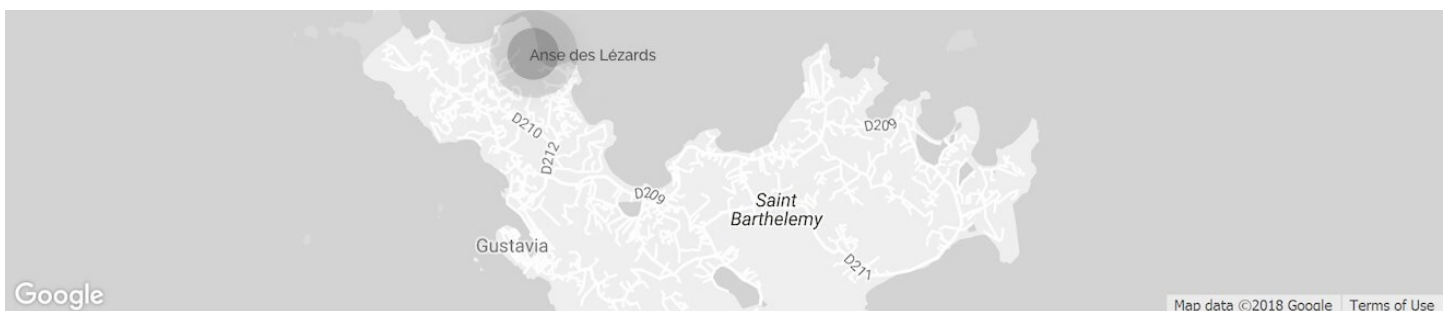 Anse des Lézards
D210
D209
D212
D209
Saint
Barthelemy
Gustavia
D211
Google
Map data ©2018 Google
Terms of Use